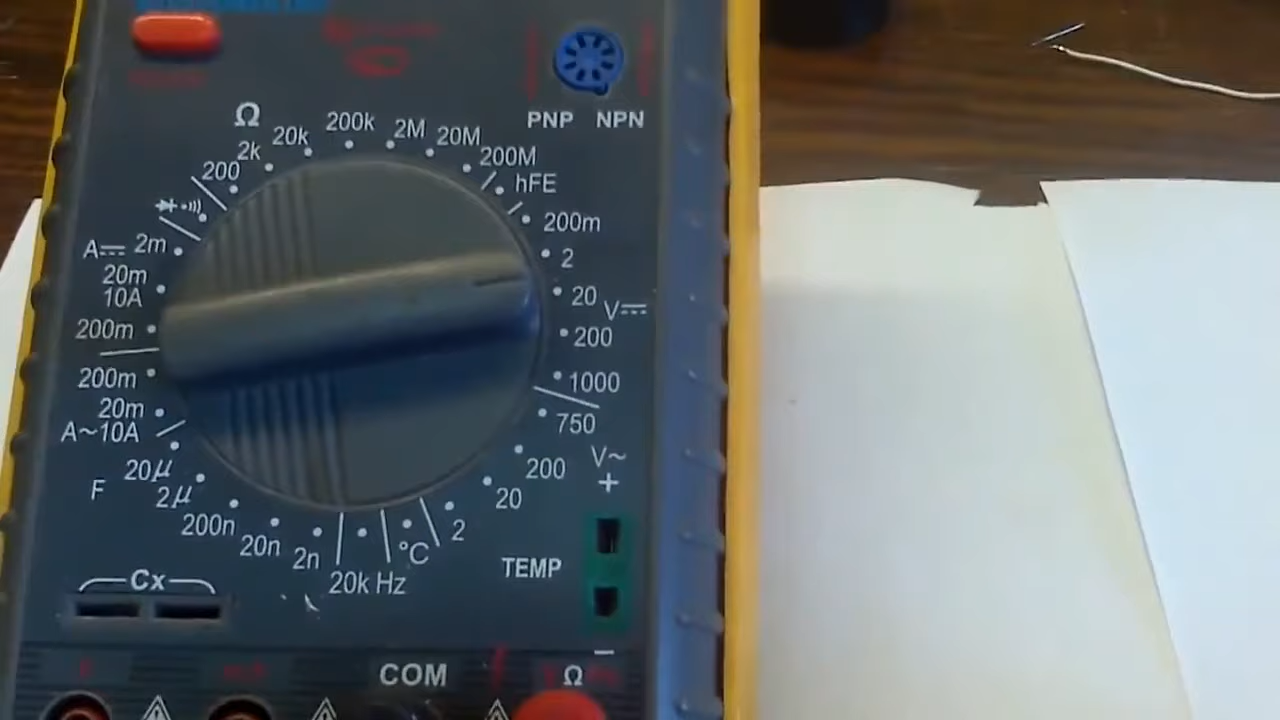 PNP NPN
Ω
200
2k
20k
200k
2M
20M
200M
hFE
200m
2
20
V
200
1000
750
V~
200
20
2
°C
20k Hz
2n
20n
200n
2µ
20µ
F
A~10A
20m
200m
200m
10A
20m
A
2m
Cx
TEMP
+
−
COM
Ω